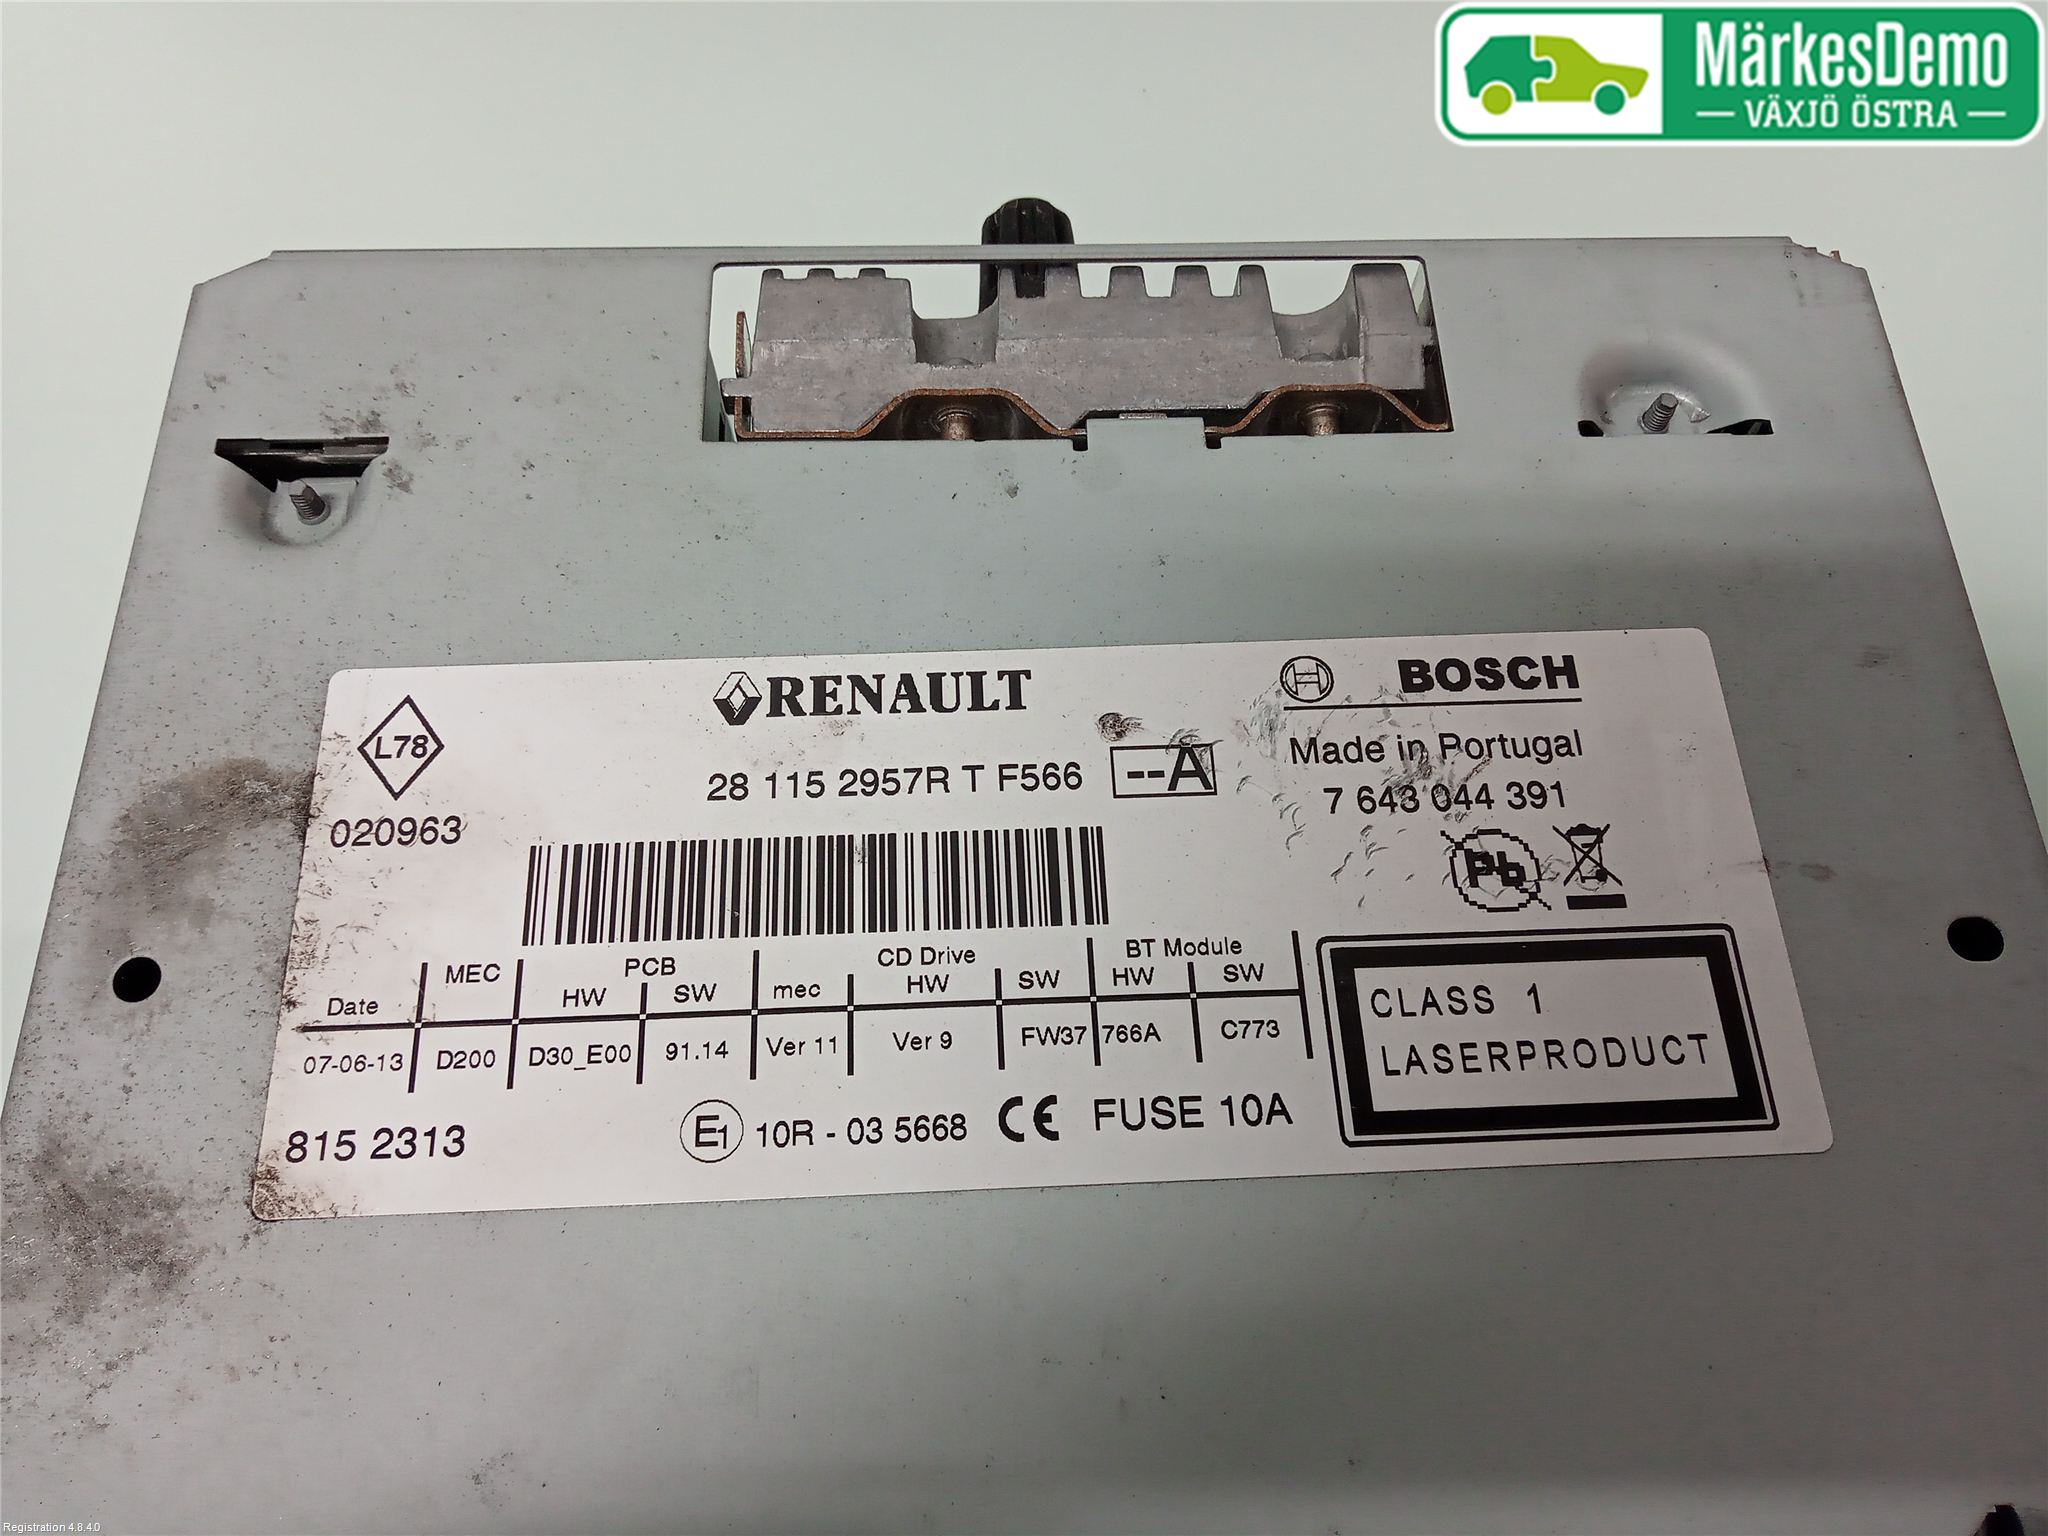 MärkesDemo
VÄXJÖ ÖSTRA
L78
RENAULT
BOSCH
28 115 2957R T F566 --A
Made in Portugal
7 643 044 391
020963
Pb
Date MEC PCB HW SW mec CD Drive HW SW BT Module HW SW
07-06-13 D200 D30_E00 91.14 Ver 11 Ver 9 FW37 766A C773
CLASS 1
LASERPRODUCT
815 2313
E1 10R - 03 5668 CE FUSE 10A
Registration 4.8.4.0